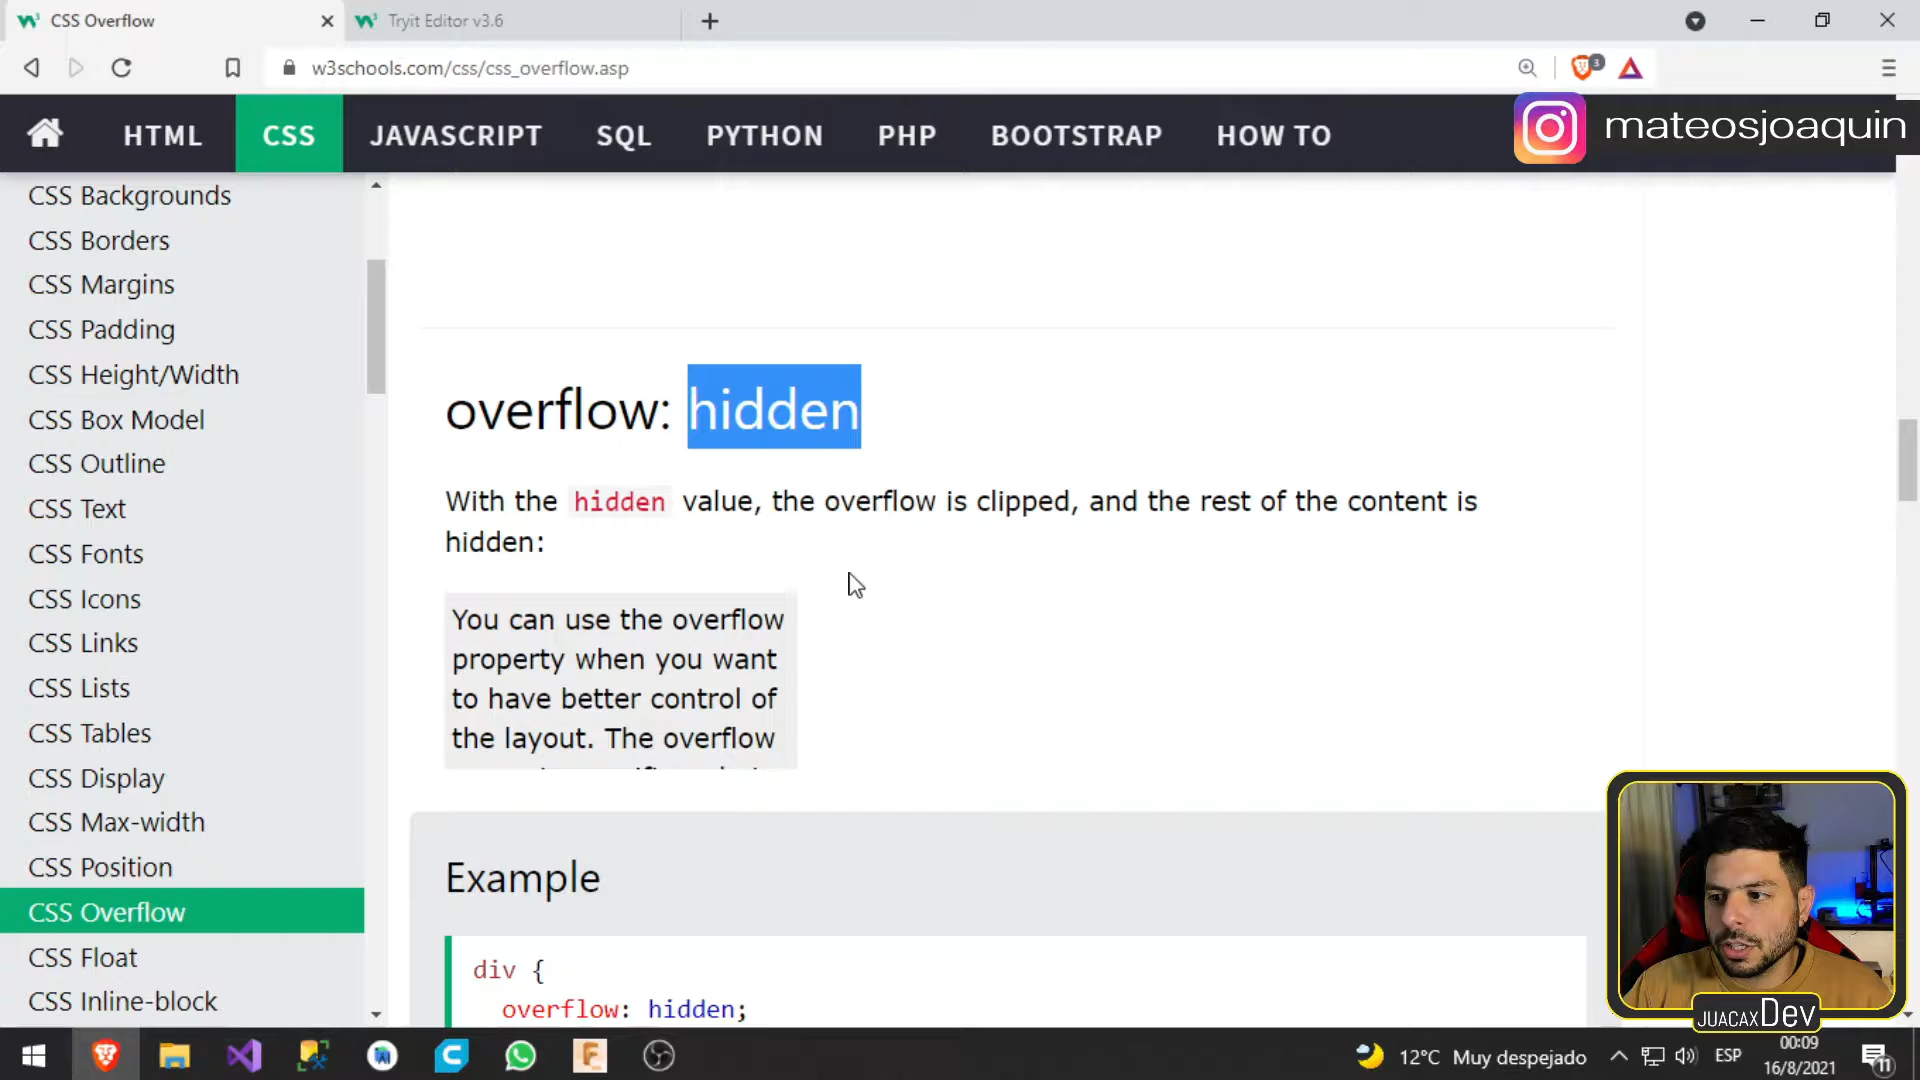 CSS Overflow
Tryit Editor v3.6
w3schools.com/css/css_overflow.asp
3
HTML CSS JAVASCRIPT SQL PYTHON PHP BOOTSTRAP HOW TO
mateosjoaquin
CSS Backgrounds
CSS Borders
CSS Margins
CSS Padding
CSS Height/Width
CSS Box Model
CSS Outline
CSS Text
CSS Fonts
CSS Icons
CSS Links
CSS Lists
CSS Tables
CSS Display
CSS Max-width
CSS Position
CSS Overflow
CSS Float
CSS Inline-block
overflow: hidden
With the hidden value, the overflow is clipped, and the rest of the content is
hidden:
You can use the overflow
property when you want
to have better control of
the layout. The overflow
Example
div {
overflow: hidden;
JUACAXDev
12°C Muy despejado
ESP
00:09
16/8/2021
11